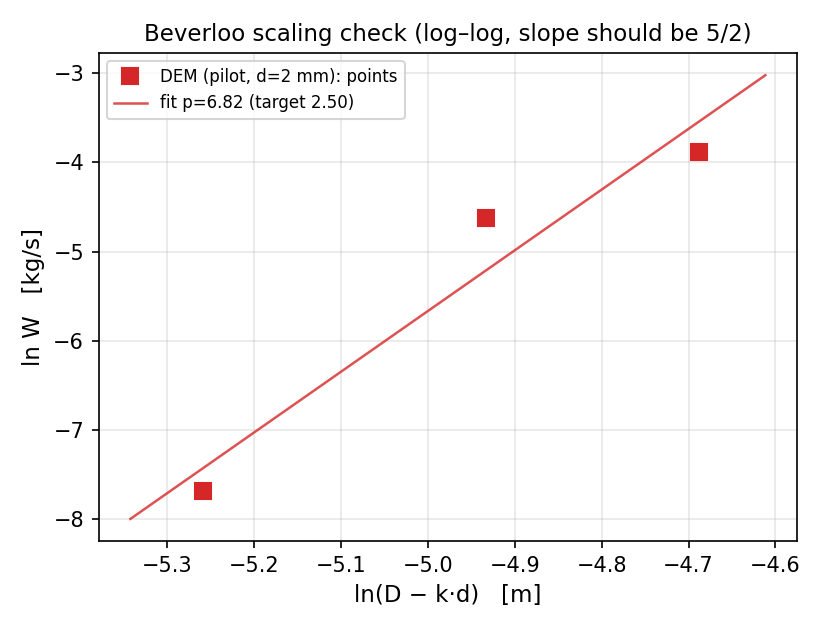 Beverloo scaling check (log–log, slope should be 5/2)
DEM (pilot, d=2 mm): points
fit p=6.82 (target 2.50)
ln W [kg/s]
−3
−4
−5
−6
−7
−8
−5.3 −5.2 −5.1 −5.0 −4.9 −4.8 −4.7 −4.6
ln(D − k·d) [m]